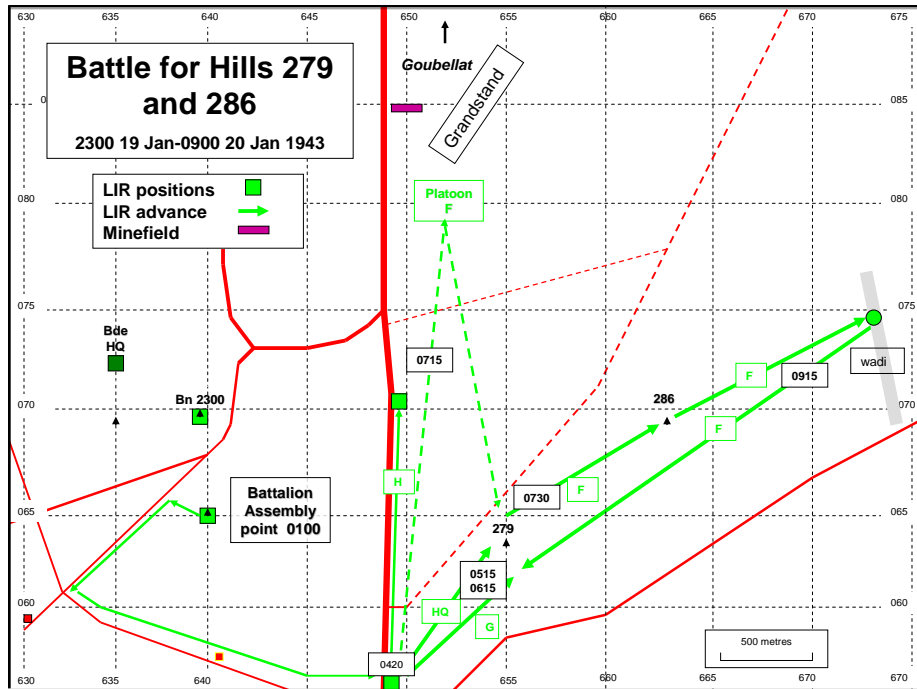 630 635 640 645 650 655 660 665 670 675
Goubellat
Grandstand
Battle for Hills 279
and 286
2300 19 Jan-0900 20 Jan 1943
0 085
LIR positions
LIR advance
Minefield
Platoon
F
080 080
075 075
Bde
HQ
0715
wadi
F
0915
Bn 2300
286
070 070
F
H
F
0730
Battalion
Assembly
point 0100
065 065
279
0515
0615
060 060
HQ
G
500 metres
0420
630 635 640 645 650 655 660 665 670